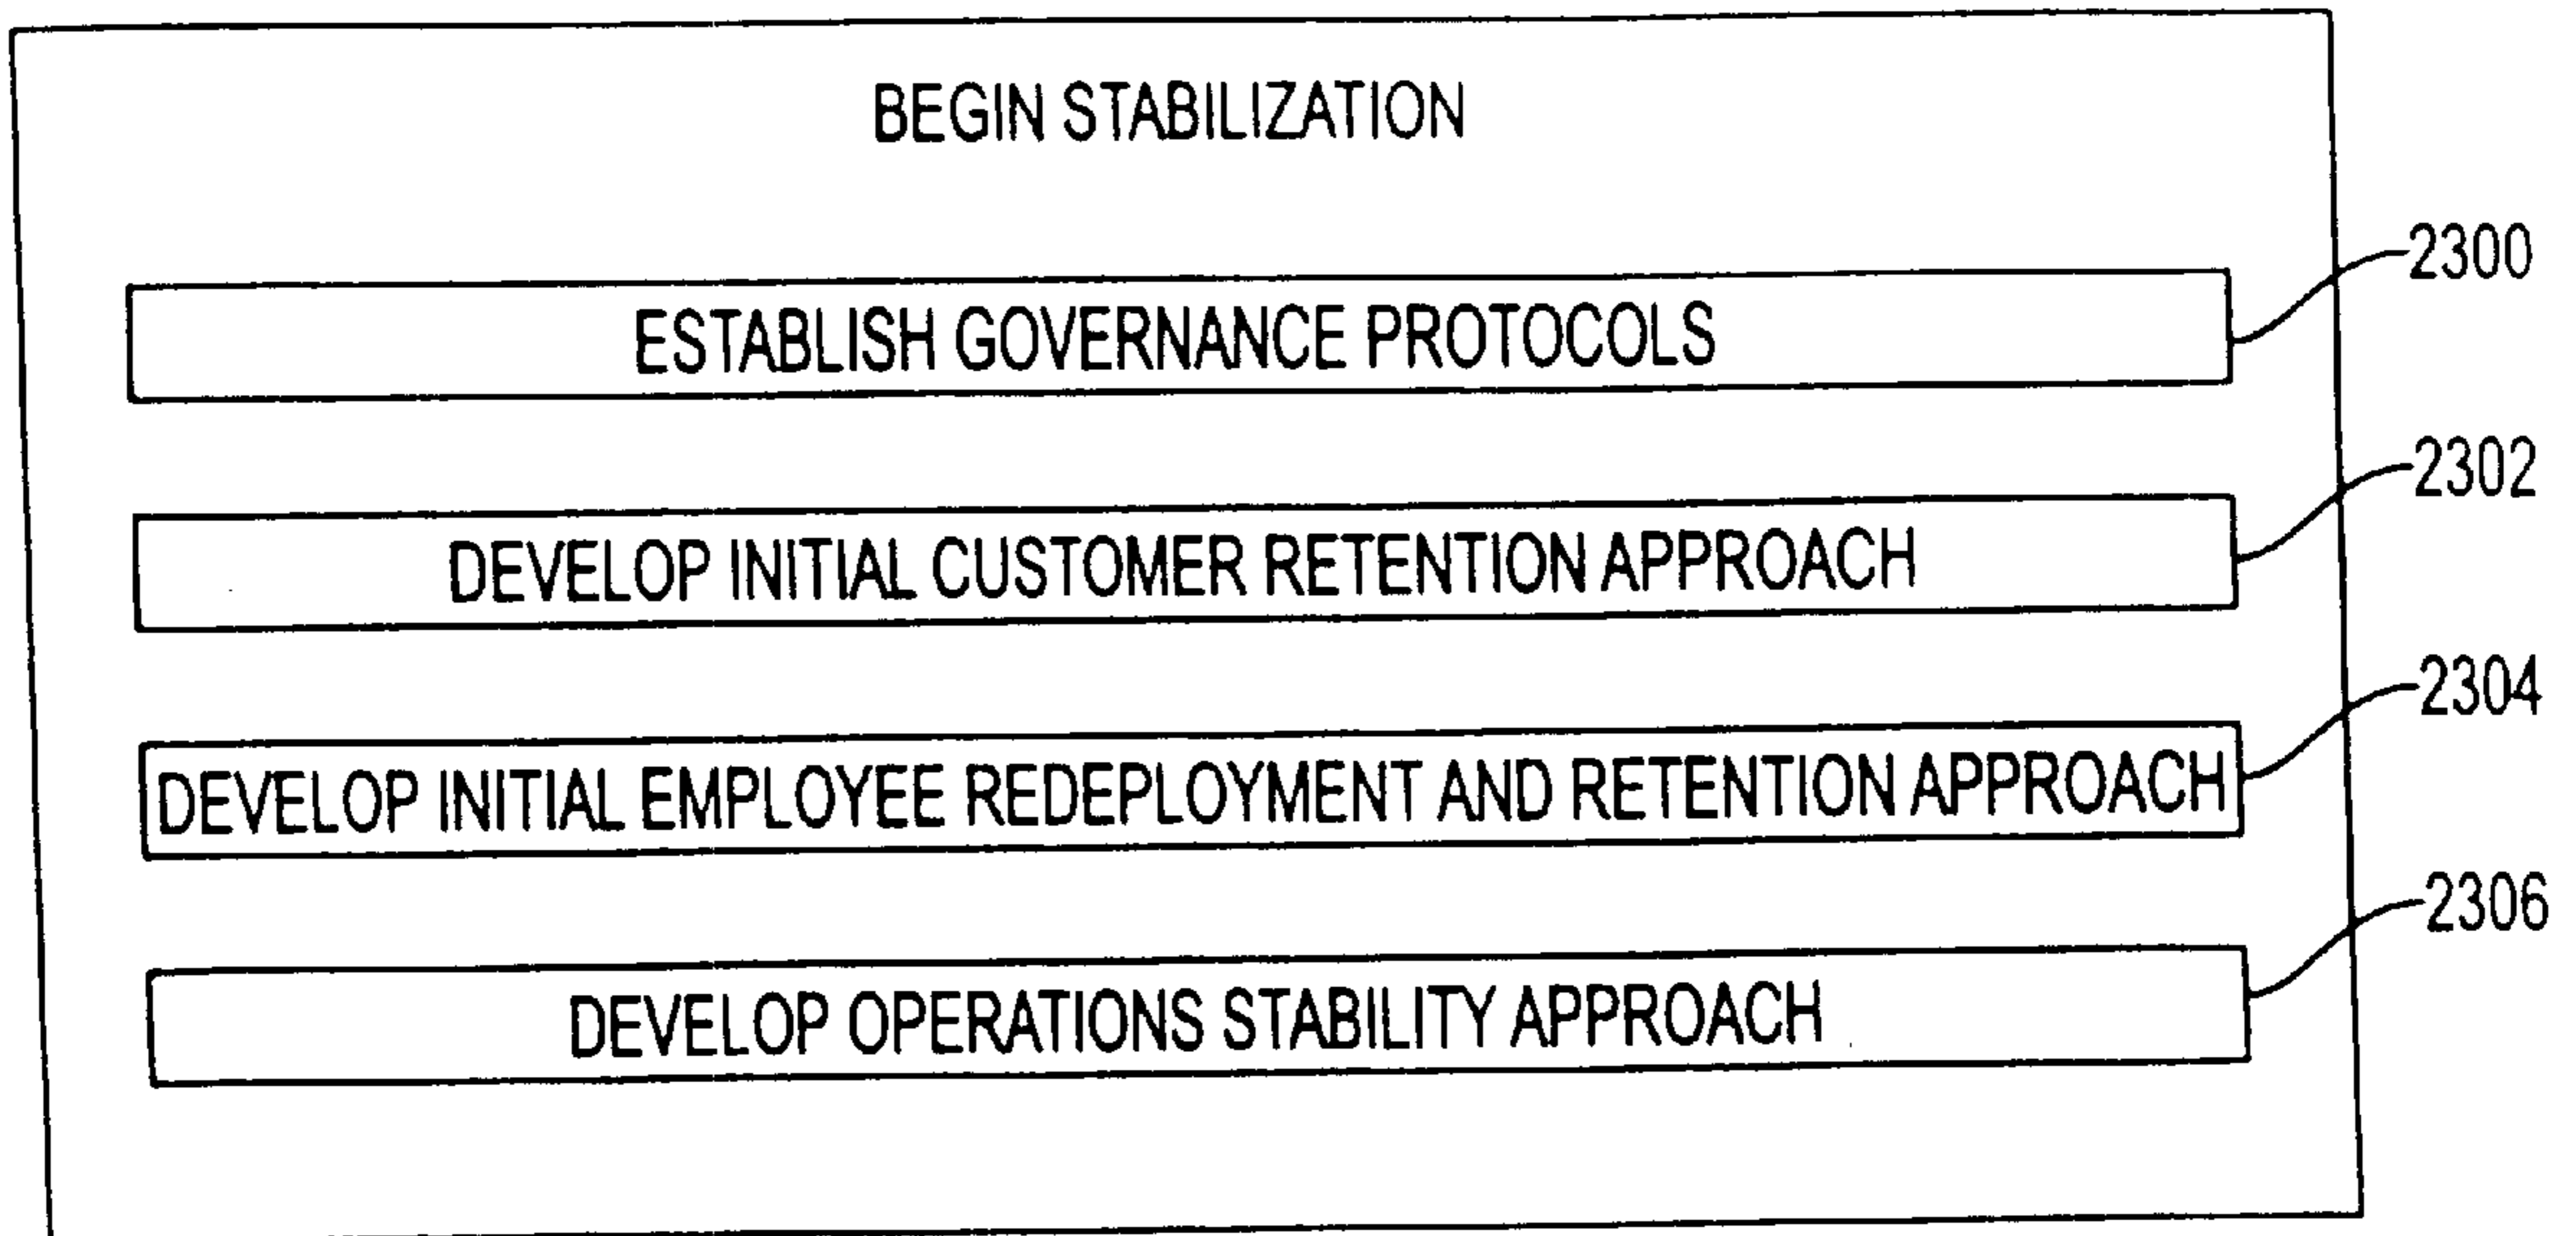 BEGIN STABILIZATION
ESTABLISH GOVERNANCE PROTOCOLS
2300
DEVELOP INITIAL CUSTOMER RETENTION APPROACH
2302
DEVELOP INITIAL EMPLOYEE REDEPLOYMENT AND RETENTION APPROACH
2304
DEVELOP OPERATIONS STABILITY APPROACH
2306